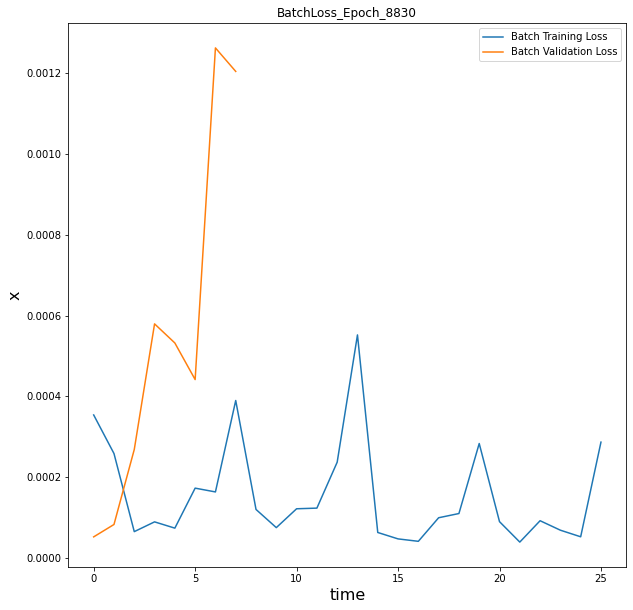 BatchLoss_Epoch_8830
Batch Training Loss
Batch Validation Loss
0.0012
0.0010
0.0008
0.0006
0.0004
0.0002
0.0000
x
0 5 10 15 20 25
time